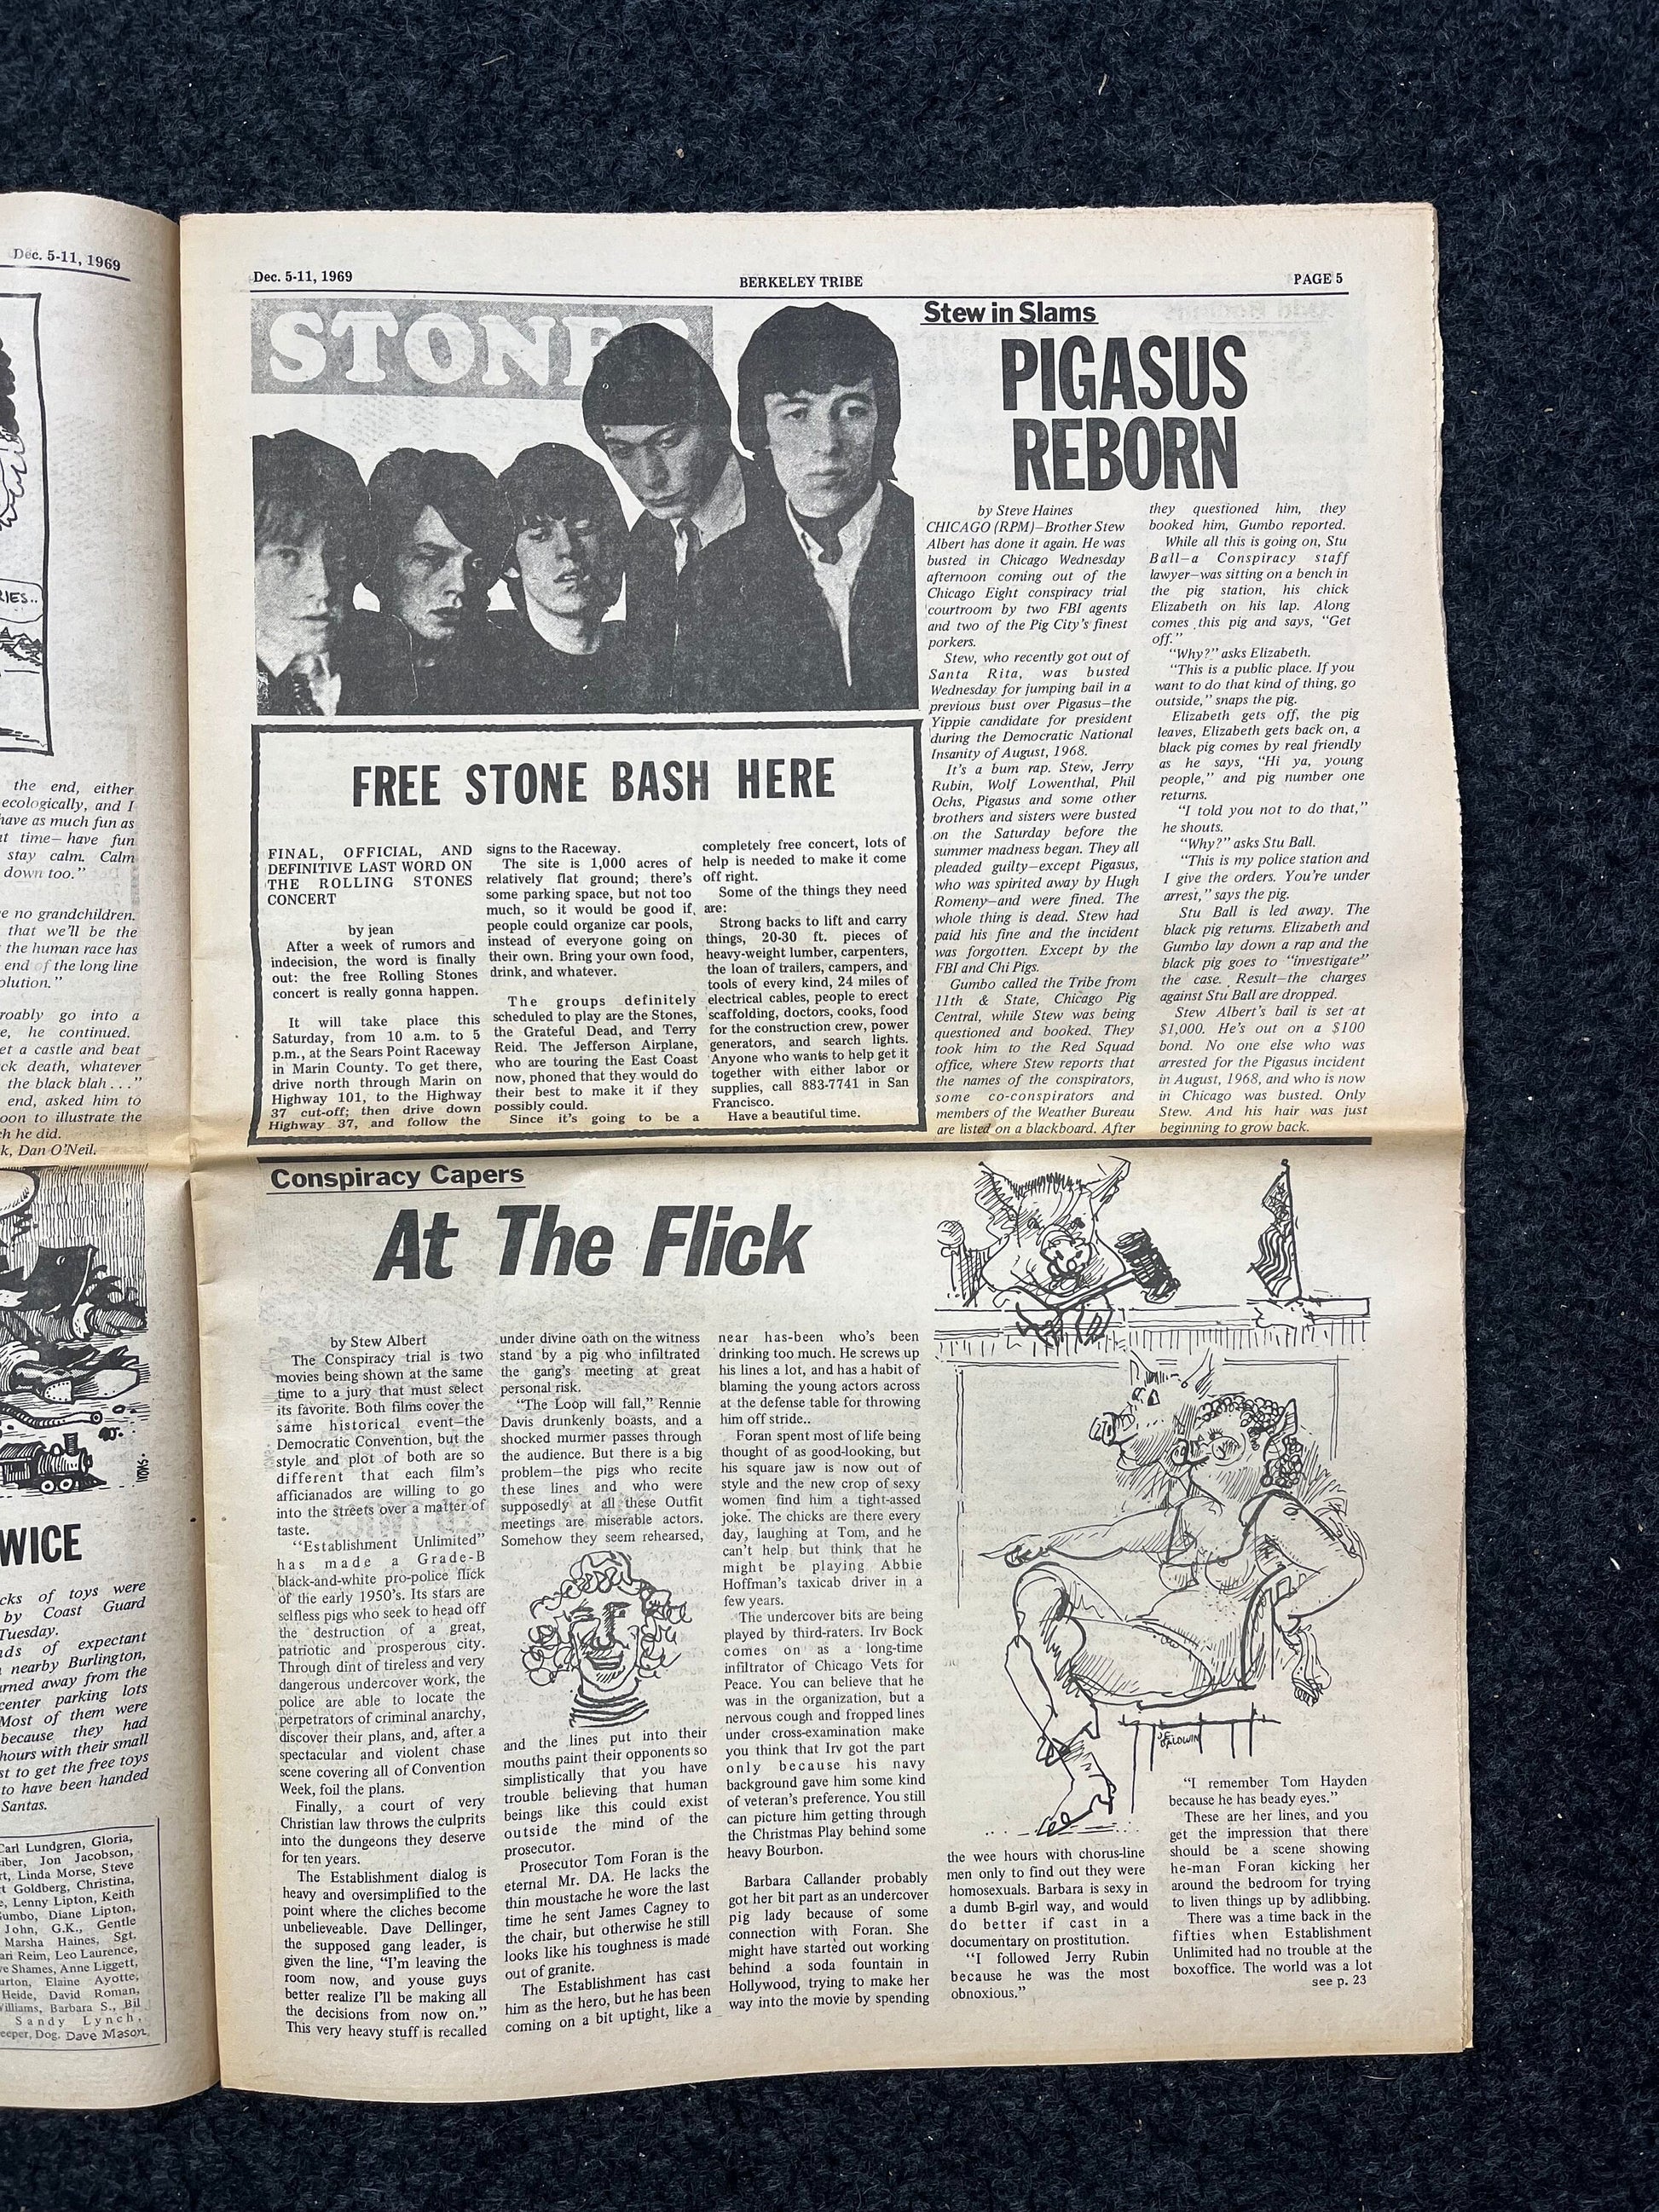 Dec. 5-11, 1969
RIES..
the end, either
ecologically, and I
have as much fun as
at time— have fun
stay calm. Calm
down too."
e no grandchildren.
that we'll be the
the human race has
end of the long line
olution."
roably go into a
e, he continued.
et a castle and beat
ck death, whatever
the black blah . . ."
end, asked him to
oon to illustrate the
ch he did.
k, Dan O'Neil.
WICE
cks of toys were
by Coast Guard
Tuesday.
ds of expectant
nearby Burlington,
urned away from the
center parking lots
Most of them were
because they had
hours with their small
st to get the free toys
to have been handed
Santas.
Carl Lundgren, Gloria,
iber, Jon Jacobson,
rt, Linda Morse, Steve
rt Goldberg, Christina,
e, Lenny Lipton, Keith
Gumbo, Diane Lipton,
John, G.K., Gentle
Marsha Haines, Sgt.
ari Reim, Leo Laurence,
ve Shames, Anne Liggett,
urton, Elaine Ayotte,
Heide, David Roman,
Williams, Barbara S., Bil
Sandy Lynch,
eeper, Dog, Dave Mason.
Dec. 5-11, 1969
BERKELEY TRIBE
PAGE 5
STONES
FREE STONE BASH HERE
FINAL, OFFICIAL, AND
DEFINITIVE LAST WORD ON
THE ROLLING STONES
CONCERT
by jean
After a week of rumors and
indecision, the word is finally
out: the free Rolling Stones
concert is really gonna happen.
It will take place this
Saturday, from 10 a.m. to 5
p.m., at the Sears Point Raceway
in Marin County. To get there,
drive north through Marin on
Highway 101, to the Highway
37 cut-off; then drive down
Highway 37, and follow the
signs to the Raceway.
The site is 1,000 acres of
relatively flat ground; there's
some parking space, but not too
much, so it would be good if
people could organize car pools,
instead of everyone going on
their own. Bring your own food,
drink, and whatever.
The groups definitely
scheduled to play are the Stones,
the Grateful Dead, and Terry
Reid. The Jefferson Airplane,
who are touring the East Coast
now, phoned that they would do
their best to make it if they
possibly could.
Since it's going to be a
completely free concert, lots of
help is needed to make it come
off right.
Some of the things they need
are:
Strong backs to lift and carry
things, 20-30 ft. pieces of
heavy-weight lumber, carpenters,
the loan of trailers, campers, and
tools of every kind, 24 miles of
electrical cables, people to erect
scaffolding, doctors, cooks, food
for the construction crew, power
generators, and search lights.
Anyone who wants to help get it
together with either labor or
supplies, call 883-7741 in San
Francisco.
Have a beautiful time.
Stew in Slams
PIGASUS
REBORN
by Steve Haines
CHICAGO (RPM)—Brother Stew
Albert has done it again. He was
busted in Chicago Wednesday
afternoon coming out of the
Chicago Eight conspiracy trial
courtroom by two FBI agents
and two of the Pig City's finest
porkers.
Stew, who recently got out of
Santa Rita, was busted
Wednesday for jumping bail in a
previous bust over Pigasus—the
Yippie candidate for president
during the Democratic National
Insanity of August, 1968.
It's a bum rap. Stew, Jerry
Rubin, Wolf Lowenthal, Phil
Ochs, Pigasus and some other
brothers and sisters were busted
on the Saturday before the
summer madness began. They all
pleaded guilty—except Pigasus,
who was spirited away by Hugh
Romeny—and were fined. The
whole thing is dead. Stew had
paid his fine and the incident
was forgotten. Except by the
FBI and Chi Pigs.
Gumbo called the Tribe from
11th & State, Chicago Pig
Central, while Stew was being
questioned and booked. They
took him to the Red Squad
office, where Stew reports that
the names of the conspirators,
some co-conspirators and
members of the Weather Bureau
are listed on a blackboard. After
they questioned him, they
booked him, Gumbo reported.
While all this is going on, Stu
Ball—a Conspiracy staff
lawyer—was sitting on a bench in
the pig station, his chick
Elizabeth on his lap. Along
comes this pig and says, "Get
off."
"Why?" asks Elizabeth.
"This is a public place. If you
want to do that kind of thing, go
outside," snaps the pig.
Elizabeth gets off, the pig
leaves, Elizabeth gets back on, a
black pig comes by real friendly
as he says, "Hi ya, young
people," and pig number one
returns.
"I told you not to do that,"
he shouts.
"Why?" asks Stu Ball.
"This is my police station and
I give the orders. You're under
arrest," says the pig.
Stu Ball is led away. The
black pig returns. Elizabeth and
Gumbo lay down a rap and the
black pig goes to "investigate"
the case. Result—the charges
against Stu Ball are dropped.
Stew Albert's bail is set at
$1,000. He's out on a $100
bond. No one else who was
arrested for the Pigasus incident
in August, 1968, and who is now
in Chicago was busted. Only
Stew. And his hair was just
beginning to grow back.
Conspiracy Capers
At The Flick
by Stew Albert
The Conspiracy trial is two
movies being shown at the same
time to a jury that must select
its favorite. Both films cover the
same historical event—the
Democratic Convention, but the
style and plot of both are so
different that each film's
afficianados are willing to go
into the streets over a matter of
taste.
"Establishment Unlimited"
has made a Grade-B
black-and-white pro-police flick
of the early 1950's. Its stars are
selfless pigs who seek to head off
the destruction of a great,
patriotic and prosperous city.
Through dint of tireless and very
dangerous undercover work, the
police are able to locate the
perpetrators of criminal anarchy,
discover their plans, and, after a
spectacular and violent chase
scene covering all of Convention
Week, foil the plans.
Finally, a court of very
Christian law throws the culprits
into the dungeons they deserve
for ten years.
The Establishment dialog is
heavy and oversimplified to the
point where the cliches become
unbelieveable. Dave Dellinger,
the supposed gang leader, is
given the line, "I'm leaving the
room now, and youse guys
better realize I'll be making all
the decisions from now on."
This very heavy stuff is recalled
under divine oath on the witness
stand by a pig who infiltrated
the gang's meeting at great
personal risk.
"The Loop will fall," Rennie
Davis drunkenly boasts, and a
shocked murmer passes through
the audience. But there is a big
problem—the pigs who recite
these lines and who were
supposedly at all these Outfit
meetings are miserable actors.
Somehow they seem rehearsed,
and the lines put into their
mouths paint their opponents so
simplistically that you have
trouble believing that human
beings like this could exist
outside the mind of the
prosecutor.
Prosecutor Tom Foran is the
eternal Mr. DA. He lacks the
thin moustache he wore the last
time he sent James Cagney to
the chair, but otherwise he still
looks like his toughness is made
out of granite.
The Establishment has cast
him as the hero, but he has been
coming on a bit uptight, like a
near has-been who's been
drinking too much. He screws up
his lines a lot, and has a habit of
blaming the young actors across
at the defense table for throwing
him off stride..
Foran spent most of life being
thought of as good-looking, but
his square jaw is now out of
style and the new crop of sexy
women find him a tight-assed
joke. The chicks are there every
day, laughing at Tom, and he
can't help but think that he
might be playing Abbie
Hoffman's taxicab driver in a
few years.
The undercover bits are being
played by third-raters. Irv Bock
comes on as a long-time
infiltrator of Chicago Vets for
Peace. You can believe that he
was in the organization, but a
nervous cough and fropped lines
under cross-examination make
you think that Irv got the part
only because his navy
background gave him some kind
of veteran's preference. You still
can picture him getting through
the Christmas Play behind some
heavy Bourbon.
Barbara Callander probably
got her bit part as an undercover
pig lady because of some
connection with Foran. She
might have started out working
behind a soda fountain in
Hollywood, trying to make her
way into the movie by spending
the wee hours with chorus-line
men only to find out they were
homosexuals. Barbara is sexy in
a dumb B-girl way, and would
do better if cast in a
documentary on prostitution.
"I followed Jerry Rubin
because he was the most
obnoxious."
"I remember Tom Hayden
because he has beady eyes."
These are her lines, and you
get the impression that there
should be a scene showing
he-man Foran kicking her
around the bedroom for trying
to liven things up by adlibbing.
There was a time back in the
fifties when Establishment
Unlimited had no trouble at the
boxoffice. The world was a lot
see p. 23